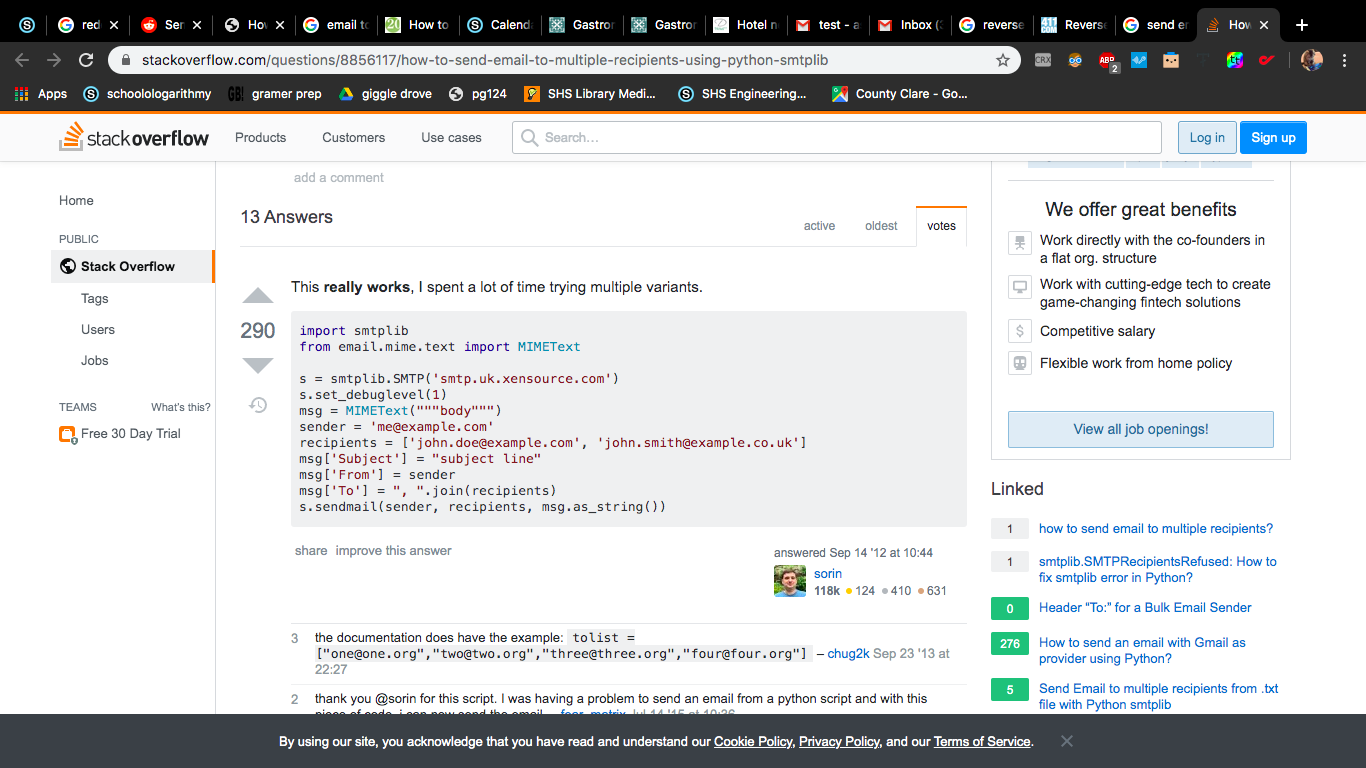 red
Ser
How
email to
How to
Calenda
Gastron
Gastron
Hotel n
test - a
Inbox (3
reverse
Reverse
send en
How
stackoverflow.com/questions/8856117/how-to-send-email-to-multiple-recipients-using-python-smtplib
CRX
ABP
2
Apps
schoolologarithmy
GB!
gramer prep
giggle drove
pg124
SHS Library Medi...
SHS Engineering...
County Clare - Go...
stackoverflow
Products
Customers
Use cases
Search...
Log in
Sign up
Home
PUBLIC
Stack Overflow
Tags
Users
Jobs
TEAMS
What's this?
Free 30 Day Trial
add a comment
13 Answers
active
oldest
votes
290
This really works, I spent a lot of time trying multiple variants.
import smtplib
from email.mime.text import MIMEText
s = smtplib.SMTP('smtp.uk.xensource.com')
s.set_debuglevel(1)
msg = MIMEText("""body""")
sender = 'me@example.com'
recipients = ['john.doe@example.com', 'john.smith@example.co.uk']
msg['Subject'] = "subject line"
msg['From'] = sender
msg['To'] = ", ".join(recipients)
s.sendmail(sender, recipients, msg.as_string())
share improve this answer
answered Sep 14 '12 at 10:44
sorin
118k ●124 ●410 ●631
3
the documentation does have the example: tolist =
["one@one.org","two@two.org","three@three.org","four@four.org"] – chug2k Sep 23 '13 at
22:27
2
thank you @sorin for this script. I was having a problem to send an email from a python script and with this
piece of code, i can now send the email. – fear_matrix Jul 14 '15 at 10:36
We offer great benefits
Work directly with the co-founders in
a flat org. structure
Work with cutting-edge tech to create
game-changing fintech solutions
Competitive salary
Flexible work from home policy
View all job openings!
Linked
1
how to send email to multiple recipients?
1
smtplib.SMTPRecipientsRefused: How to
fix smtplib error in Python?
0
Header "To:" for a Bulk Email Sender
276
How to send an email with Gmail as
provider using Python?
5
Send Email to multiple recipients from .txt
file with Python smtplib
By using our site, you acknowledge that you have read and understand our Cookie Policy, Privacy Policy, and our Terms of Service.